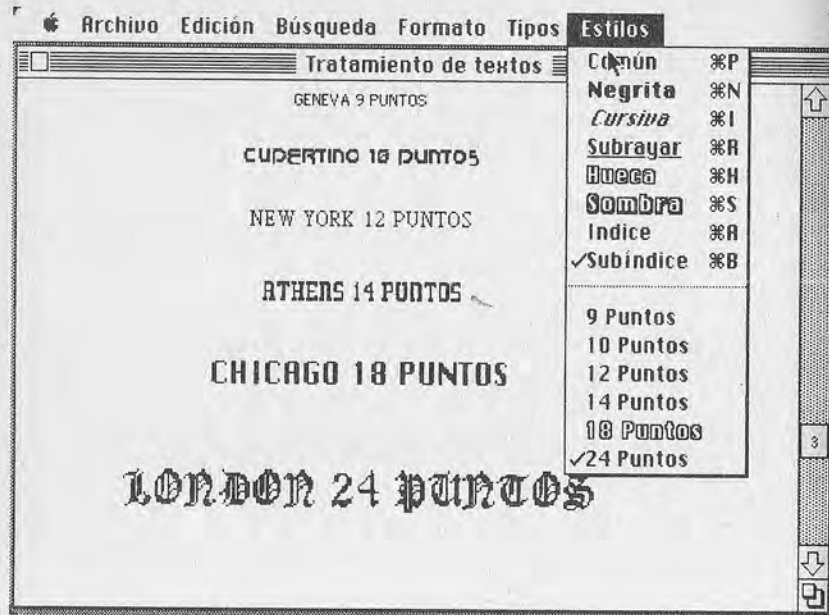 Archivo Edición Búsqueda Formato Tipos Estilos
Tratamiento de textos
GENEVA 9 PUNTOS
CUPERTINO 10 PUNTOS
NEW YORK 12 PUNTOS
ATHENS 14 PUNTOS
CHICAGO 18 PUNTOS
LONDON 24 PUNTOS
Común ⌘P
Negrita ⌘N
Cursiva ⌘I
Subrayar ⌘R
Hueca ⌘H
Sombra ⌘S
Indice ⌘A
✓Subíndice ⌘B
9 Puntos
10 Puntos
12 Puntos
14 Puntos
18 Puntos
✓24 Puntos
3